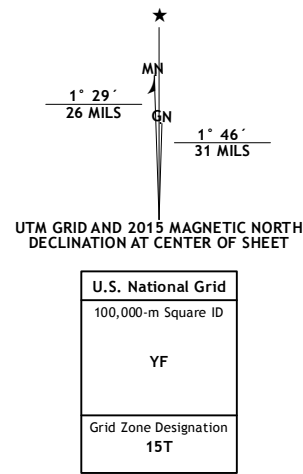 MN
1° 29´
26 MILS
GN
1° 46´
31 MILS
UTM GRID AND 2015 MAGNETIC NORTH
DECLINATION AT CENTER OF SHEET
U.S. National Grid
100,000-m Square ID
YF
Grid Zone Designation
15T